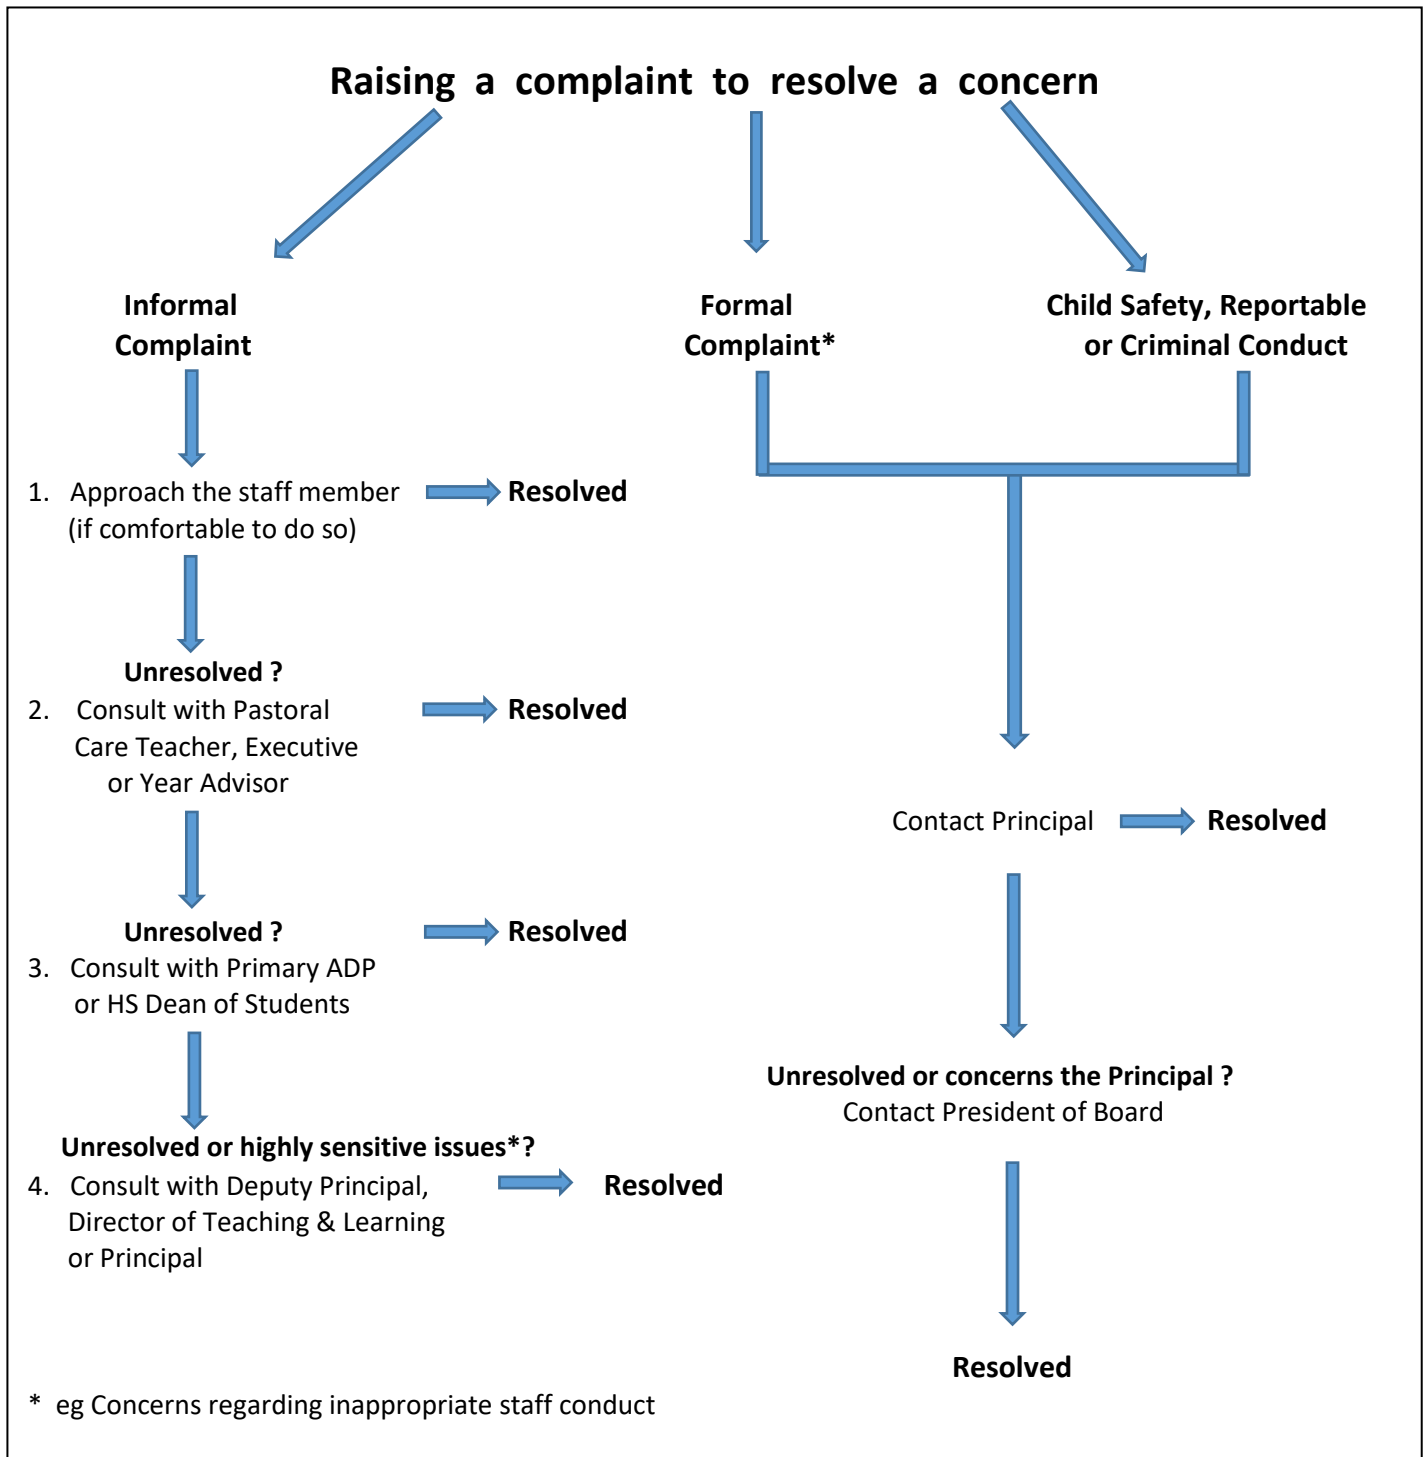 Raising a complaint to resolve a concern
Informal
Complaint
Formal
Complaint*
Child Safety, Reportable
or Criminal Conduct
1. Approach the staff member
(if comfortable to do so)
Resolved
Unresolved ?
2. Consult with Pastoral
Care Teacher, Executive
or Year Advisor
Resolved
Unresolved ?
Resolved
3. Consult with Primary ADP
or HS Dean of Students
Unresolved or highly sensitive issues*?
4. Consult with Deputy Principal,
Director of Teaching & Learning
or Principal
Resolved
Contact Principal
Resolved
Unresolved or concerns the Principal ?
Contact President of Board
Resolved
* eg Concerns regarding inappropriate staff conduct